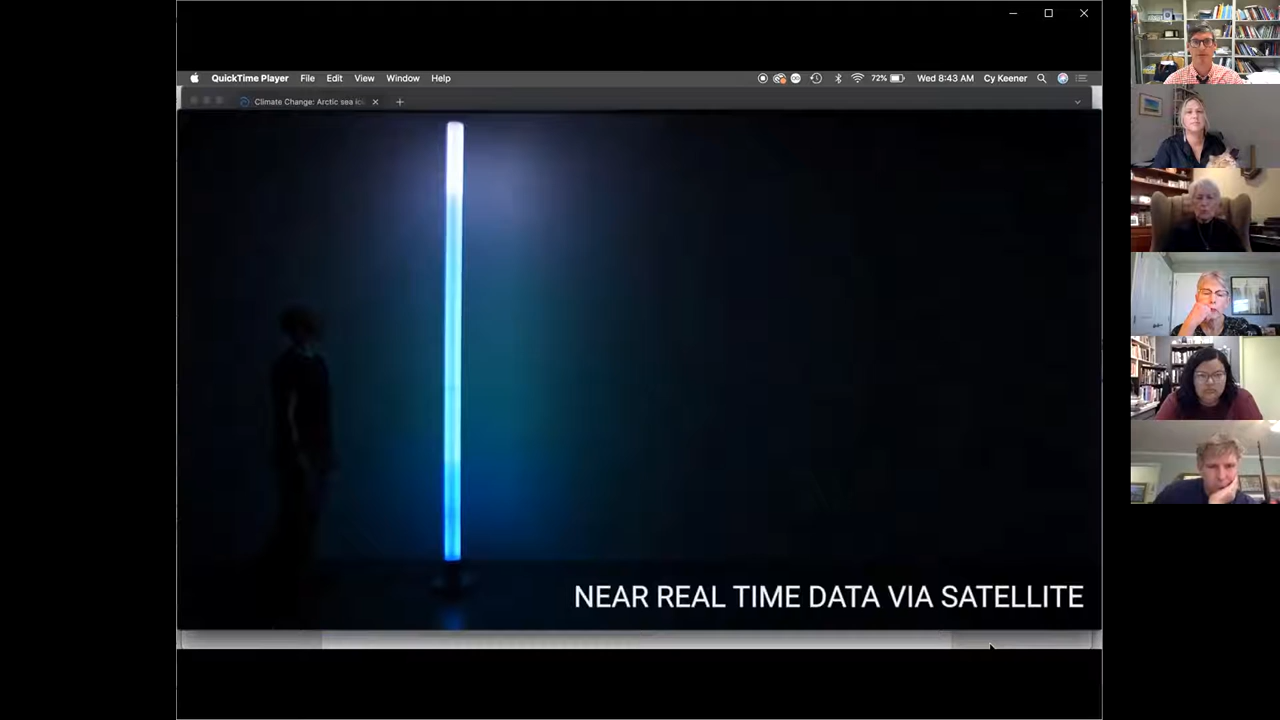 QuickTime Player File Edit View Window Help 72% Wed 8:43 AM Cy Keener
Climate Change: Arctic sea ic
NEAR REAL TIME DATA VIA SATELLITE